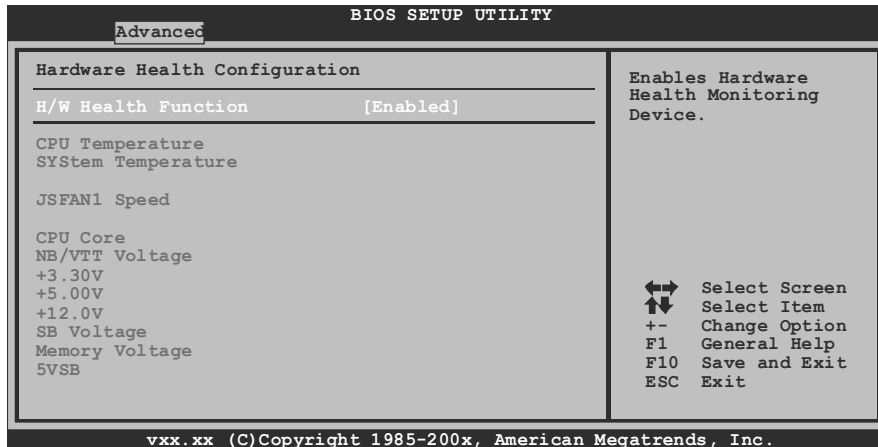 BIOS SETUP UTILITY
Advanced
Hardware Health Configuration
H/W Health Function [Enabled]
CPU Temperature
SYStem Temperature
JSFAN1 Speed
CPU Core
NB/VTT Voltage
+3.30V
+5.00V
+12.0V
SB Voltage
Memory Voltage
5VSB
Enables Hardware
Health Monitoring
Device.
Select Screen
Select Item
+- Change Option
F1 General Help
F10 Save and Exit
ESC Exit
vxx.xx (C)Copyright 1985-200x, American Megatrends, Inc.